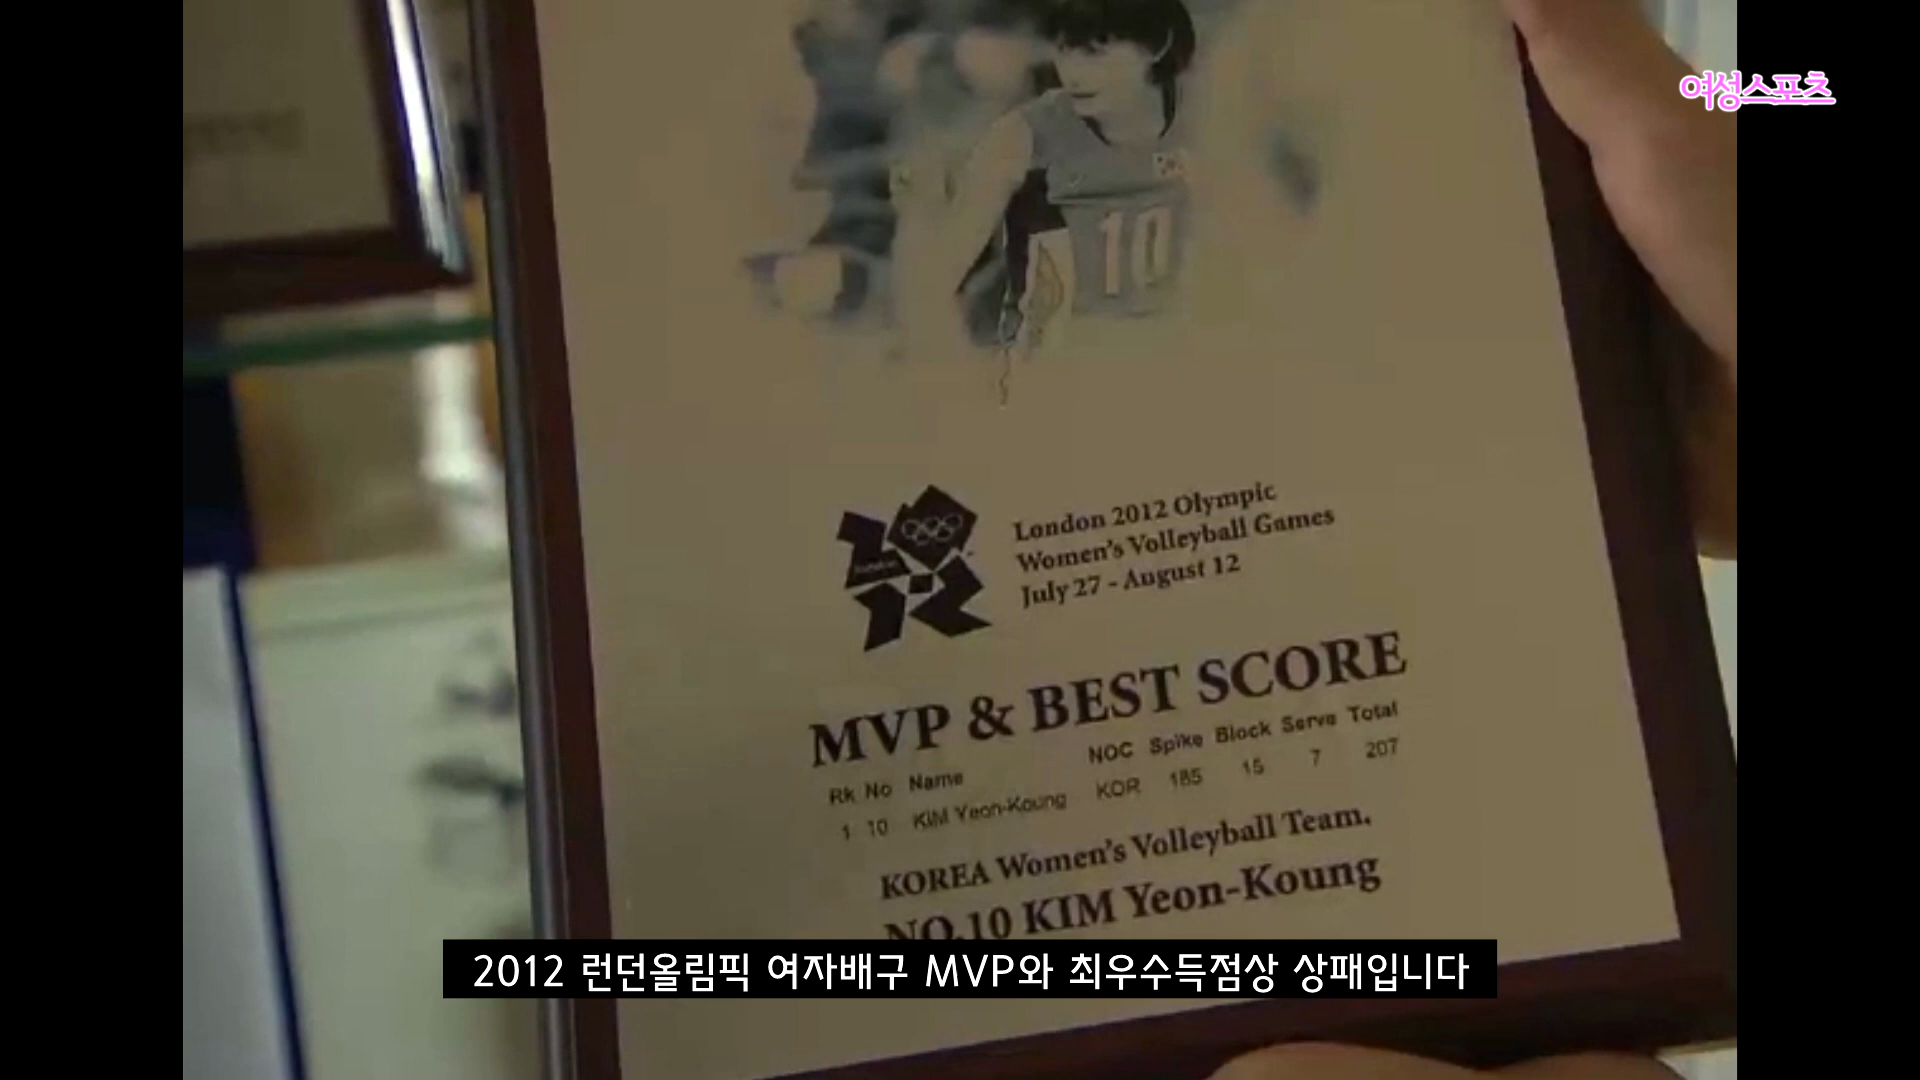 여성스포츠
10
London 2012 Olympic
Women's Volleyball Games
July 27 - August 12
MVP & BEST SCORE
Rk No Name NOC Spike Block Serve Total
1 10 KIM Yeon-Koung KOR 185 15 7 207
KOREA Women's Volleyball Team.
NO.10 KIM Yeon-Koung
2012 런던올림픽 여자배구 MVP와 최우수득점상 상패입니다